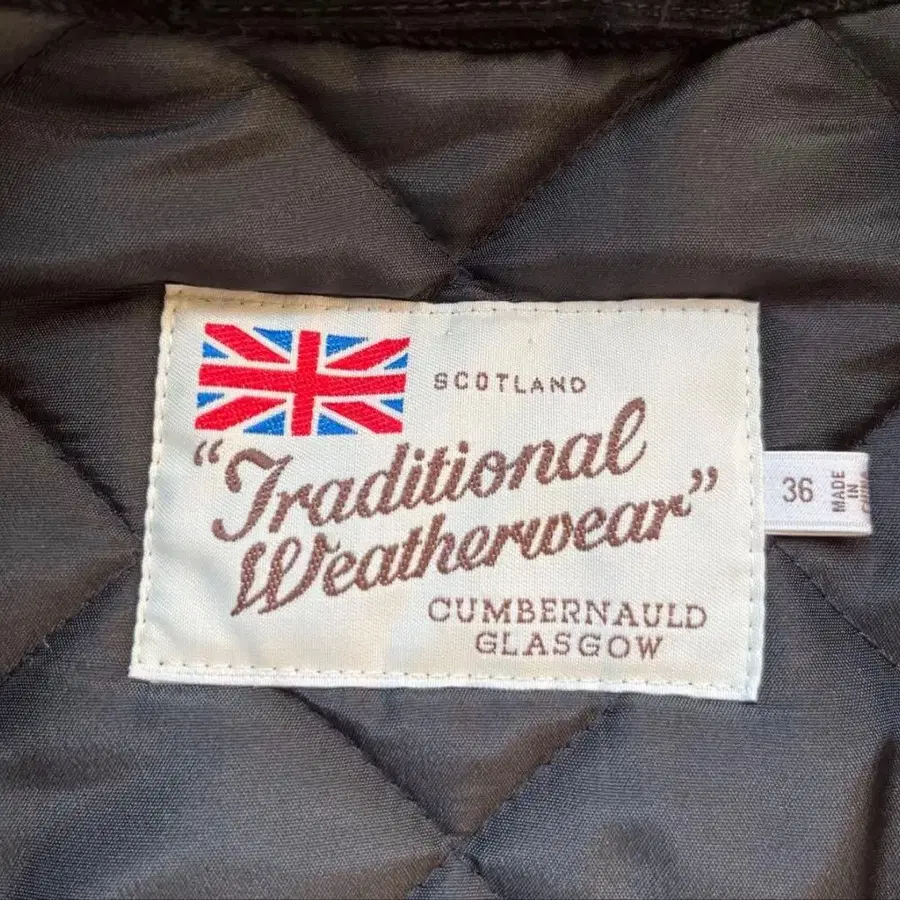 SCOTLAND
“Traditional
Weatherwear”
CUMBERNAULD
GLASGOW
36
MADE
IN